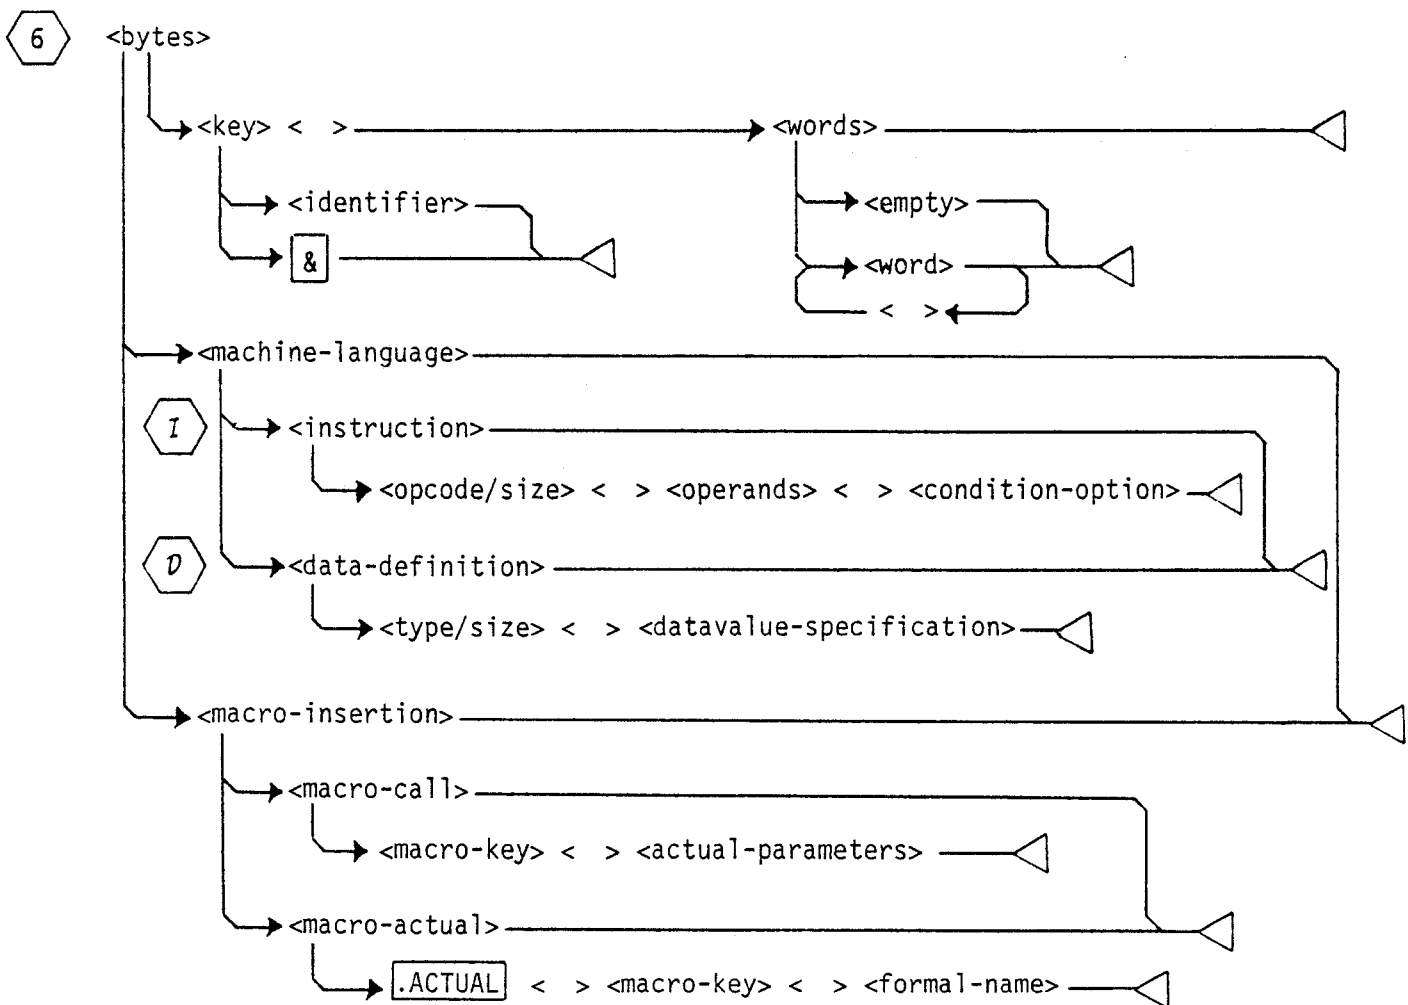 6 <bytes>
<key> < > <words>
<identifier> <empty>
& <word>
< >
<machine-language>
I <instruction>
<opcode/size> < > <operands> < > <condition-option>
D <data-definition>
<type/size> < > <datavalue-specification>
<macro-insertion>
<macro-call>
<macro-key> < > <actual-parameters>
<macro-actual>
.ACTUAL < > <macro-key> < > <formal-name>